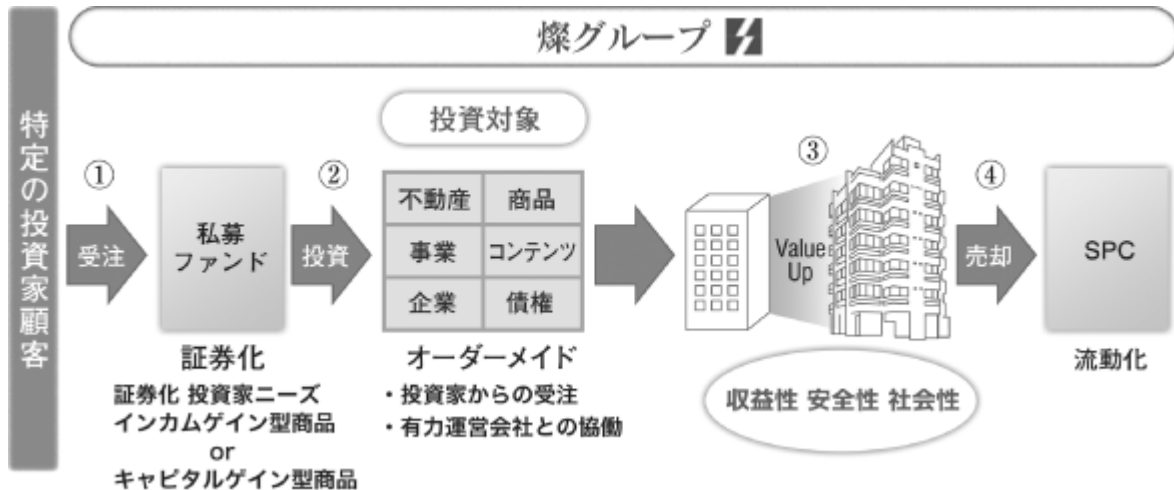 燦グループ
特定の投資家顧客
投資対象
①
受注
私募
ファンド
②
投資
不動産 商品
事業 コンテンツ
企業 債権
③
Value
Up
④
売却
SPC
証券化
証券化 投資家ニーズ
インカムゲイン型商品
or
キャピタルゲイン型商品
オーダーメイド
・投資家からの受注
・有力運営会社との協働
収益性 安全性 社会性
流動化